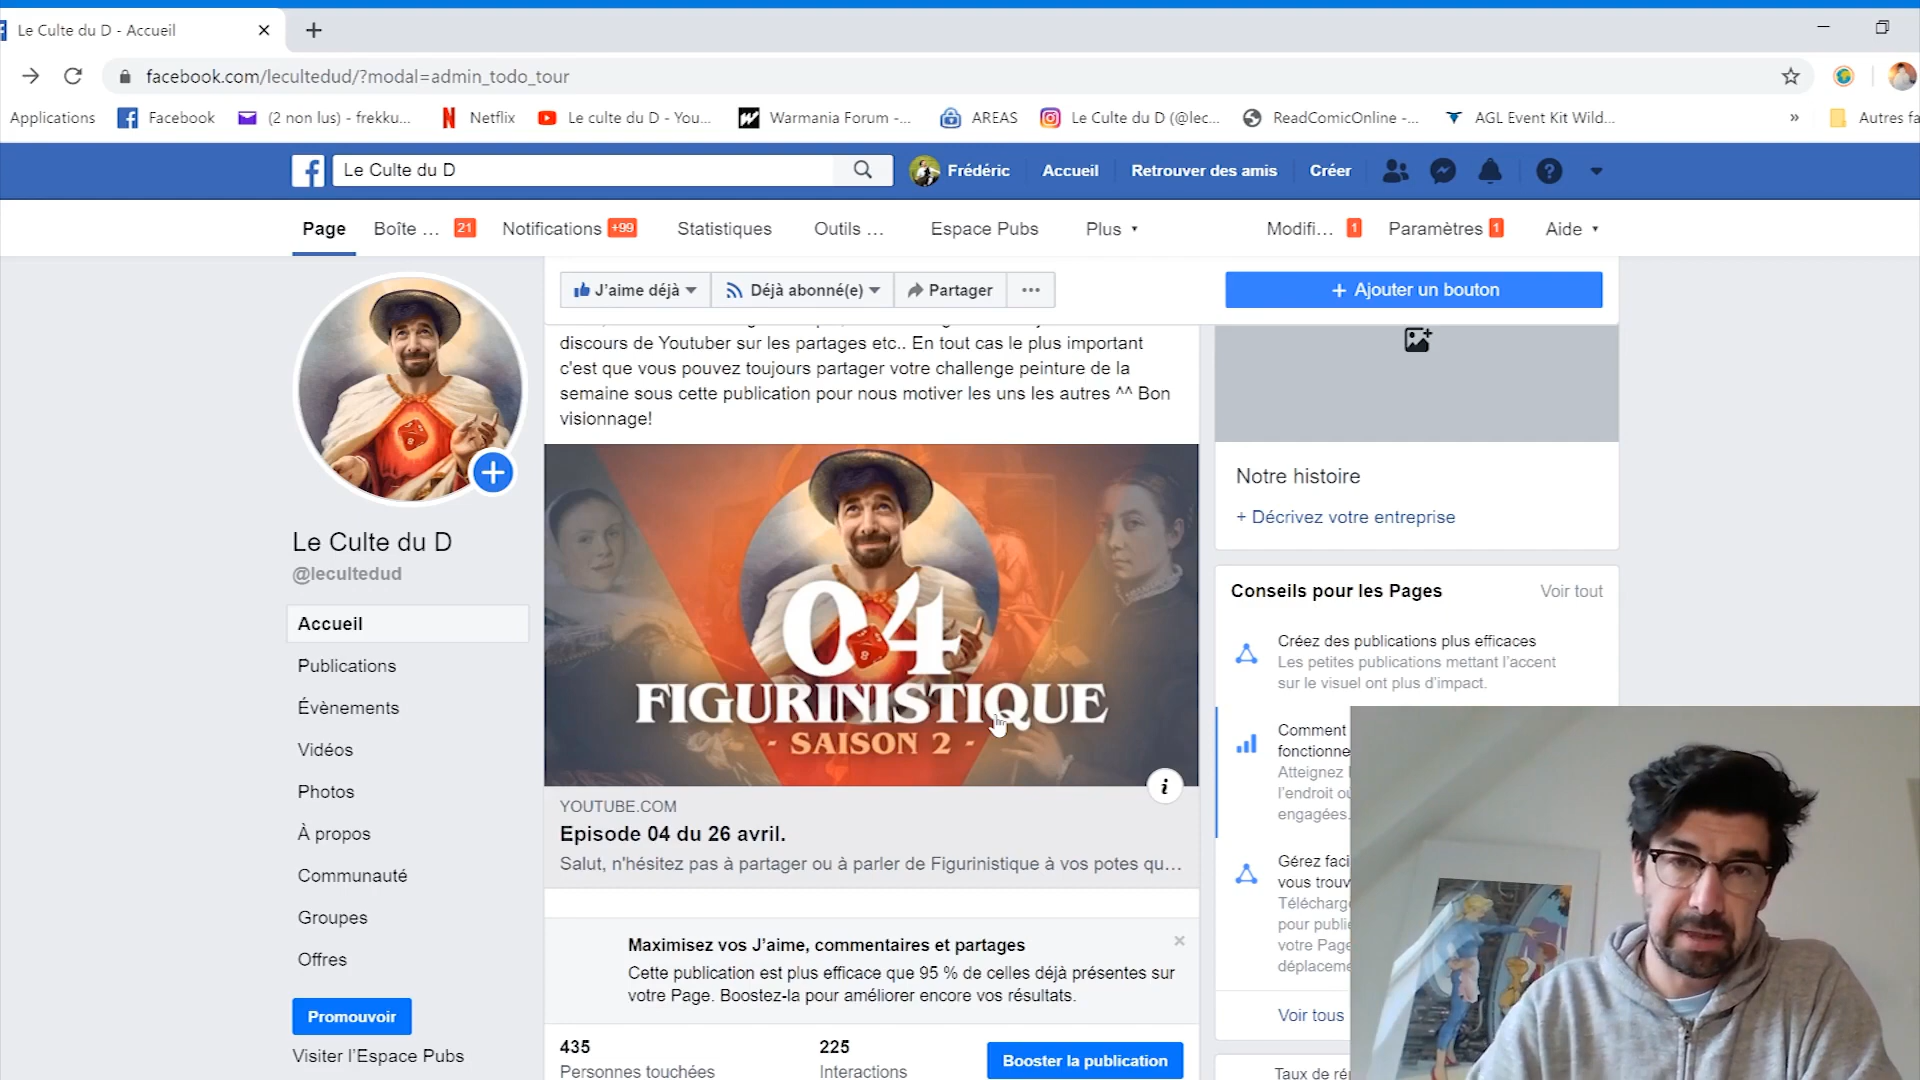 Le Culte du D - Accueil
facebook.com/lecultedud/?modal=admin_todo_tour
Applications Facebook (2 non lus) - frekku... Netflix Le culte du D - You... Warmania Forum -... AREAS Le Culte du D (@lec... ReadComicOnline -... AGL Event Kit Wild... » Autres fa
Le Culte du D Frédéric Accueil Retrouver des amis Créer
Page Boîte ... 21 Notifications +99 Statistiques Outils ... Espace Pubs Plus Modifi... 1 Paramètres 1 Aide
J'aime déjà Déjà abonné(e) Partager ... + Ajouter un bouton
discours de Youtuber sur les partages etc.. En tout cas le plus important
c'est que vous pouvez toujours partager votre challenge peinture de la
semaine sous cette publication pour nous motiver les uns les autres ^^ Bon
visionnage!
04
FIGURINISTIQUE
- SAISON 2 -
YOUTUBE.COM
Episode 04 du 26 avril.
Salut, n'hésitez pas à partager ou à parler de Figurinistique à vos potes qu...
Maximisez vos J'aime, commentaires et partages
Cette publication est plus efficace que 95 % de celles déjà présentes sur
votre Page. Boostez-la pour améliorer encore vos résultats.
435
Personnes touchées
225
Interactions
Booster la publication
Le Culte du D
@lecultedud
Accueil
Publications
Évènements
Vidéos
Photos
À propos
Communauté
Groupes
Offres
Promouvoir
Visiter l'Espace Pubs
Notre histoire
+ Décrivez votre entreprise
Conseils pour les Pages Voir tout
Créez des publications plus efficaces
Les petites publications mettant l'accent
sur le visuel ont plus d'impact.
Comment
fonctionne
Atteignez
l'endroit où
engagées.
Gérez faci
vous trouv
Télécharge
pour publi
votre Page
déplaceme
Voir tous
Taux de ré